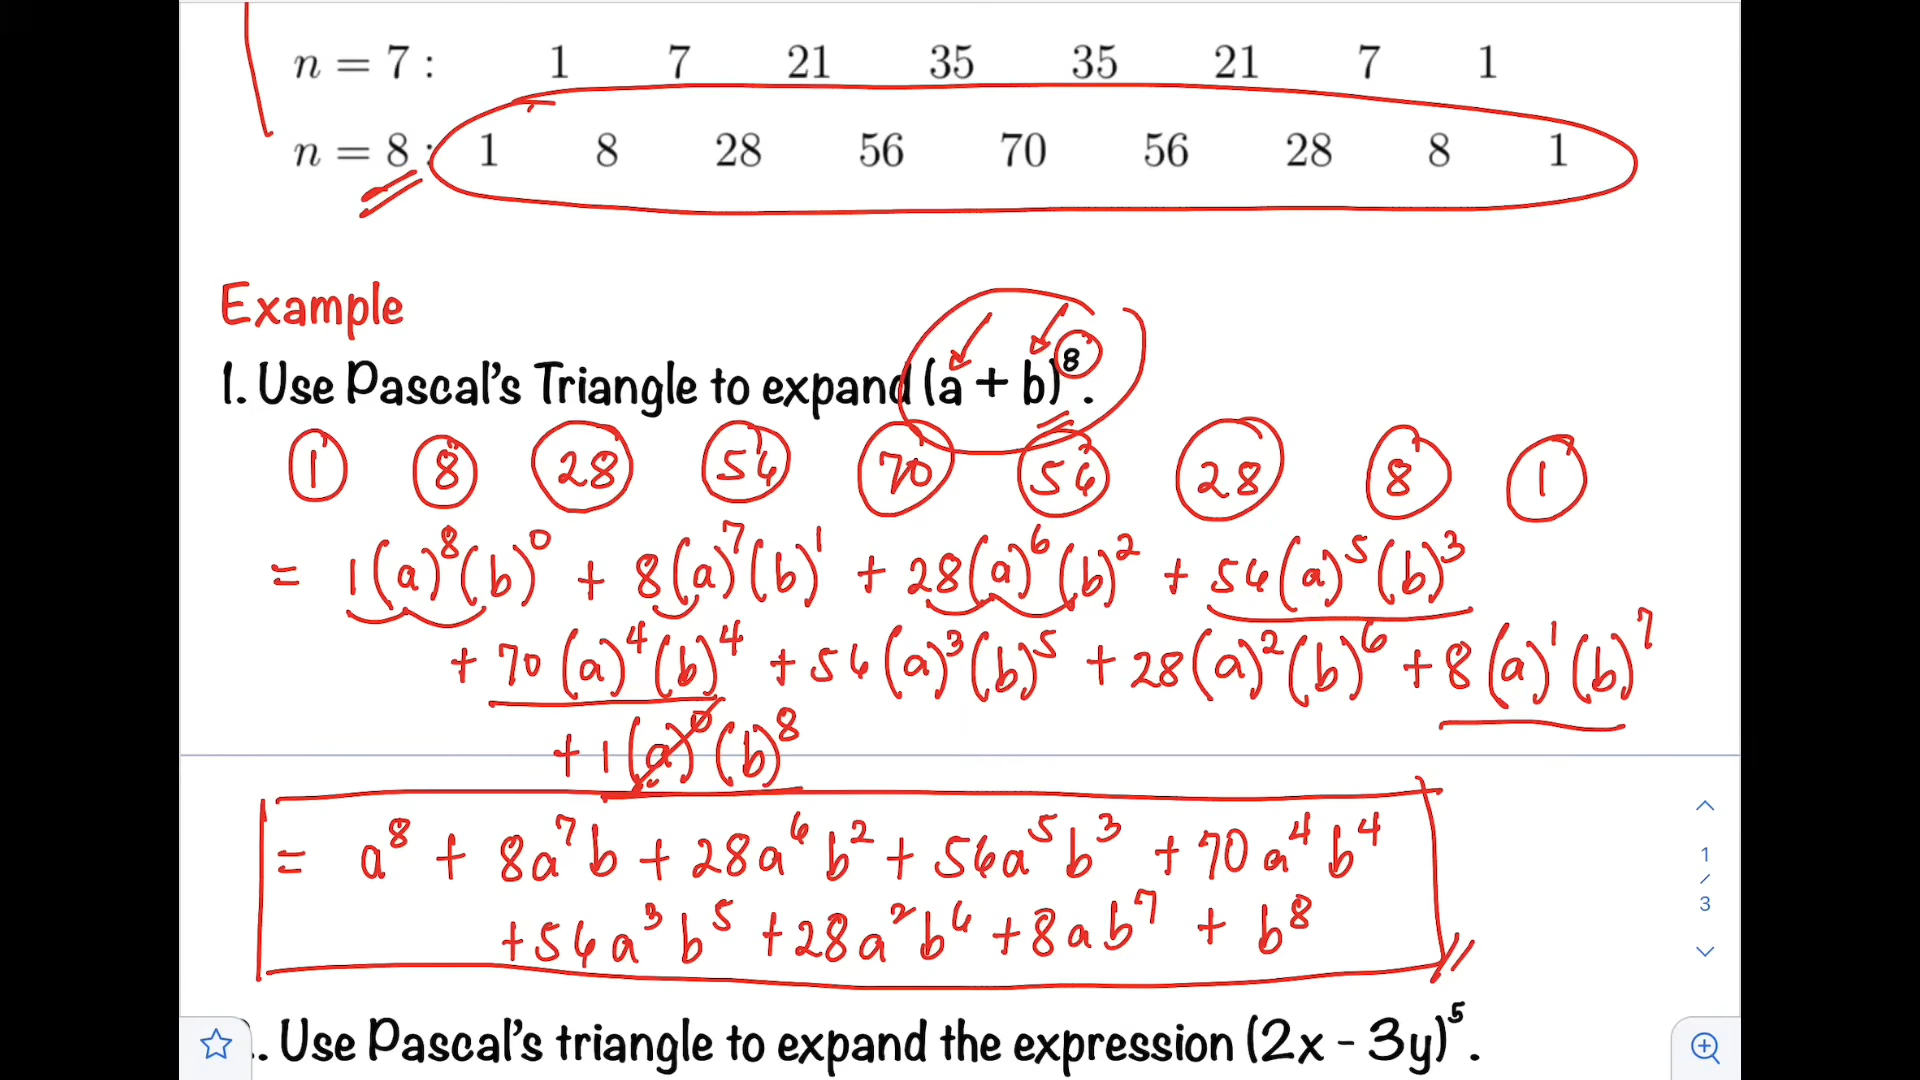 n = 7 : 1 7 21 35 35 21 7 1
n = 8 : 1 8 28 56 70 56 28 8 1
Example
1. Use Pascal's Triangle to expand (a + b)⁸.
1 8 28 56 70 56 28 8 1
= 1(a)⁸(b)⁰ + 8(a)⁷(b)¹ + 28(a)⁶(b)² + 56(a)⁵(b)³
+ 70(a)⁴(b)⁴ + 56(a)³(b)⁵ + 28(a)²(b)⁶ + 8(a)¹(b)⁷
+ 1(a)⁰(b)⁸
= a⁸ + 8a⁷b + 28a⁶b² + 56a⁵b³ + 70a⁴b⁴
+ 56a³b⁵ + 28a²b⁶ + 8ab⁷ + b⁸
1
/
3
. Use Pascal's triangle to expand the expression (2x - 3y)⁵.